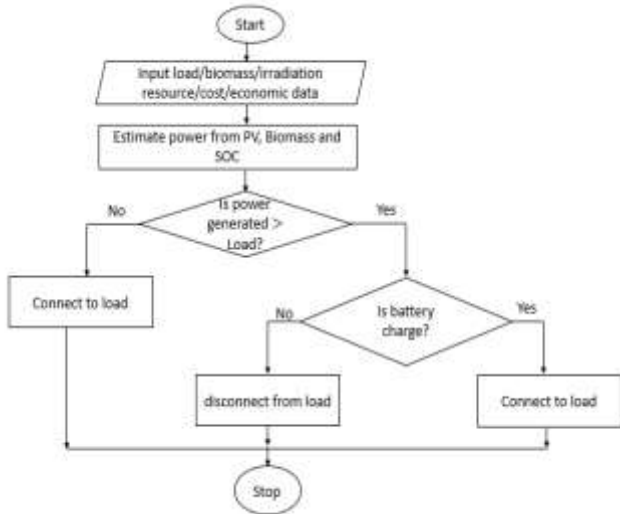 Start
Input load/biomass/irradiation
resource/cost/economic data
Estimate power from PV, Biomass and
SOC
No
Is power
generated >
Load?
Yes
Connect to load
No
Is battery
charge?
Yes
disconnect from load
Connect to load
Stop